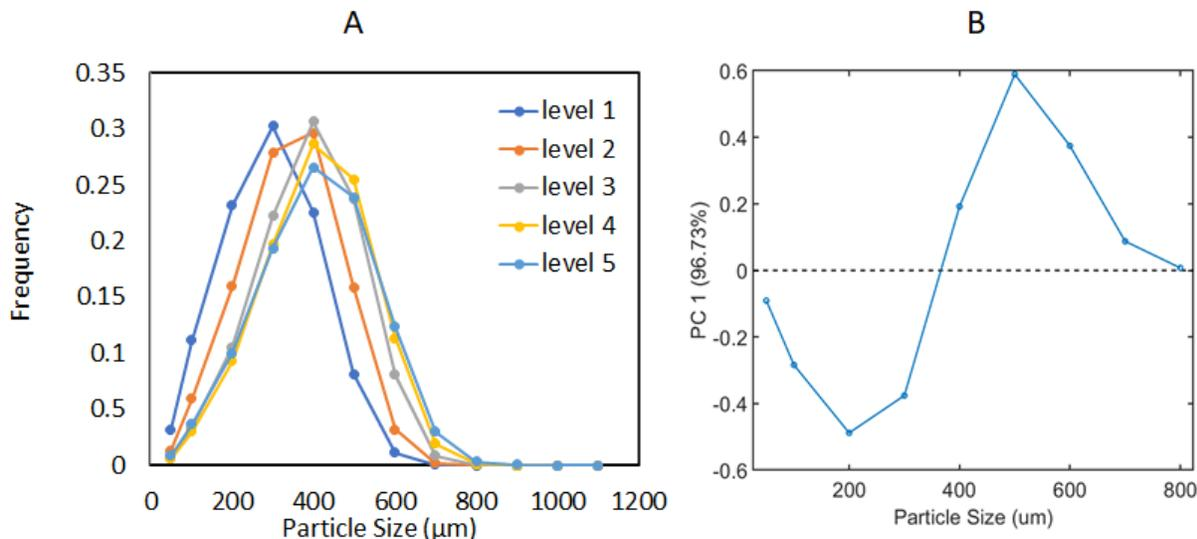 A
0.35
0.3
0.25
0.2
0.15
0.1
0.5
0
Frequency
0 200 400 600 800 1000 1200
Particle Size (μm)
level 1
level 2
level 3
level 4
level 5
B
0.6
0.4
0.2
0
-0.2
-0.4
-0.6
PC 1 (96.73%)
200 400 600 800
Particle Size (um)